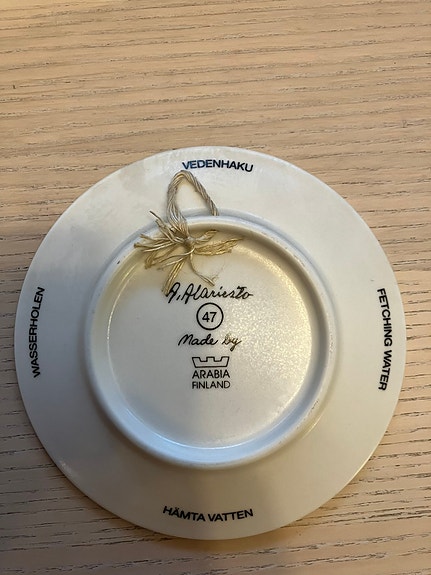 VEDENHAKU
WASSERHOLEN
FETCHING WATER
A. Alariesto
47
Made by
ARABIA
FINLAND
HÄMTA VATTEN